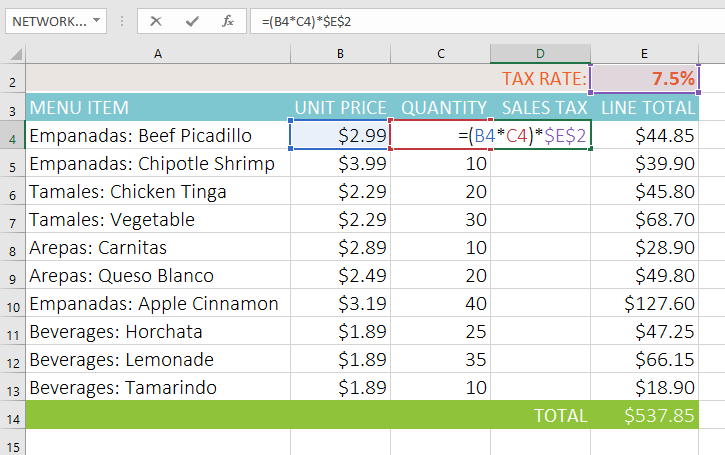 NETWORK... fx =(B4*C4)*$E$2
A B C D E
2 TAX RATE: 7.5%
3 MENU ITEM UNIT PRICE QUANTITY SALES TAX LINE TOTAL
4 Empanadas: Beef Picadillo $2.99 =(B4*C4)*$E$2 $44.85
5 Empanadas: Chipotle Shrimp $3.99 10 $39.90
6 Tamales: Chicken Tinga $2.29 20 $45.80
7 Tamales: Vegetable $2.29 30 $68.70
8 Arepas: Carnitas $2.89 10 $28.90
9 Arepas: Queso Blanco $2.49 20 $49.80
10 Empanadas: Apple Cinnamon $3.19 40 $127.60
11 Beverages: Horchata $1.89 25 $47.25
12 Beverages: Lemonade $1.89 35 $66.15
13 Beverages: Tamarindo $1.89 10 $18.90
14 TOTAL $537.85
15